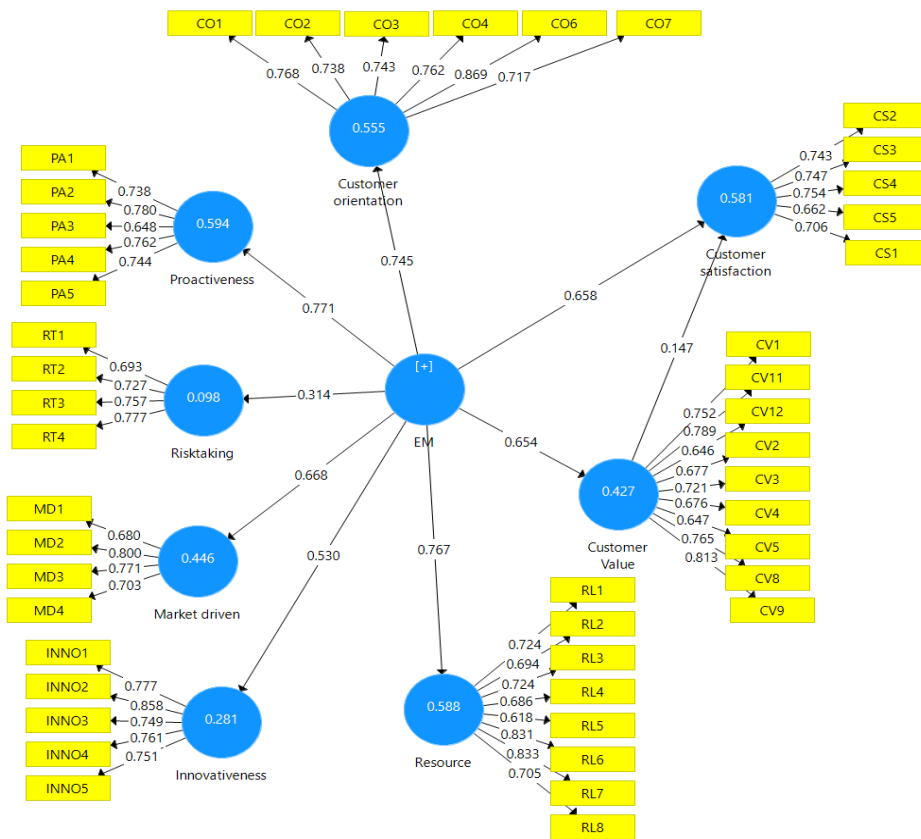 CO1 CO2 CO3 CO4 CO6 CO7
0.768 0.738 0.743 0.762 0.869 0.717
0.555
Customer
orientation
PA1
PA2
PA3
PA4
PA5
0.738
0.780
0.648
0.762
0.744
0.594
Proactiveness
CS2
CS3
CS4
CS5
CS1
0.743
0.747
0.754
0.662
0.706
0.581
Customer
satisfaction
0.745
0.771
0.658
0.147
RT1
RT2
RT3
RT4
0.693
0.727
0.757
0.777
0.098
Risktaking
0.314
[+]
EM
0.654
0.668
0.530
0.767
CV1
CV11
CV12
CV2
CV3
CV4
CV5
CV8
CV9
0.752
0.789
0.646
0.677
0.721
0.676
0.647
0.765
0.813
0.427
Customer
Value
MD1
MD2
MD3
MD4
0.680
0.800
0.771
0.703
0.446
Market driven
INNO1
INNO2
INNO3
INNO4
INNO5
0.777
0.858
0.749
0.761
0.751
0.281
Innovativeness
RL1
RL2
RL3
RL4
RL5
RL6
RL7
RL8
0.724
0.694
0.724
0.686
0.618
0.831
0.833
0.705
0.588
Resource